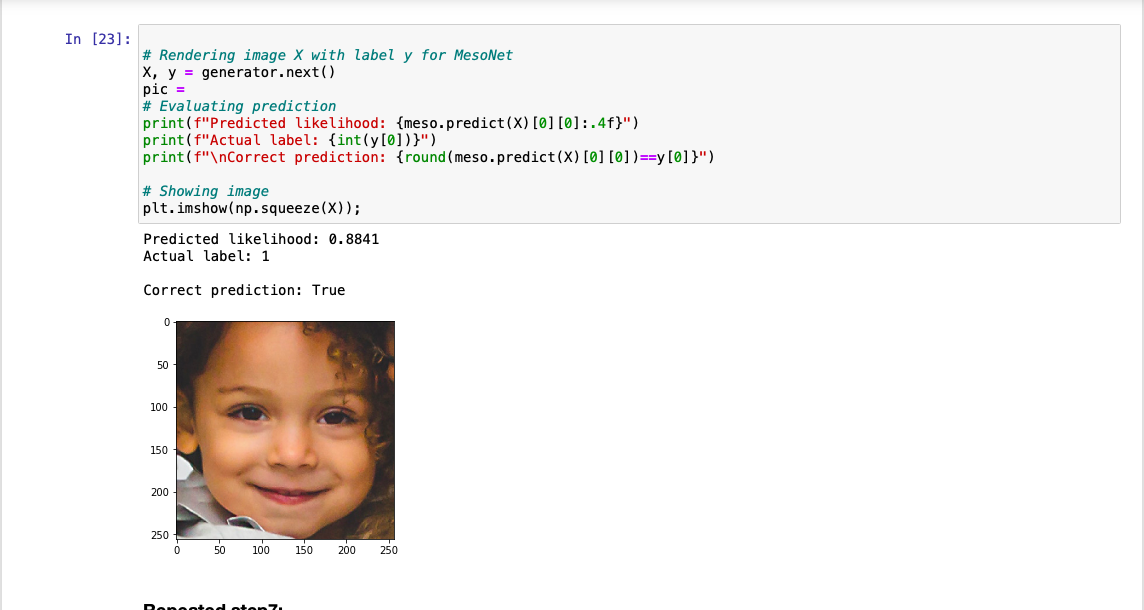 In [23]:
# Rendering image X with label y for MesoNet
X, y = generator.next()
pic =
# Evaluating prediction
print(f"Predicted likelihood: {meso.predict(X)[0][0]:.4f}")
print(f"Actual label: {int(y[0])}")
print(f"\nCorrect prediction: {round(meso.predict(X)[0][0])==y[0]}")
# Showing image
plt.imshow(np.squeeze(X));
Predicted likelihood: 0.8841
Actual label: 1
Correct prediction: True
0
50
100
150
200
250
0 50 100 150 200 250
Repeated step7: